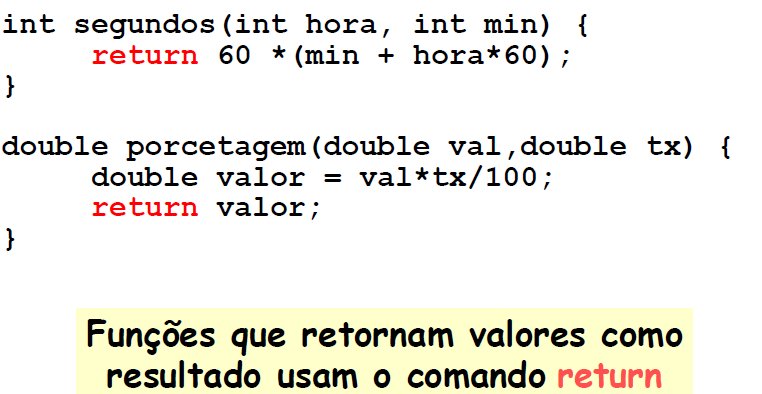 int segundos(int hora, int min) {
return 60 *(min + hora*60);
}
double porcetagem(double val,double tx) {
double valor = val*tx/100;
return valor;
}
Funções que retornam valores como
resultado usam o comando return